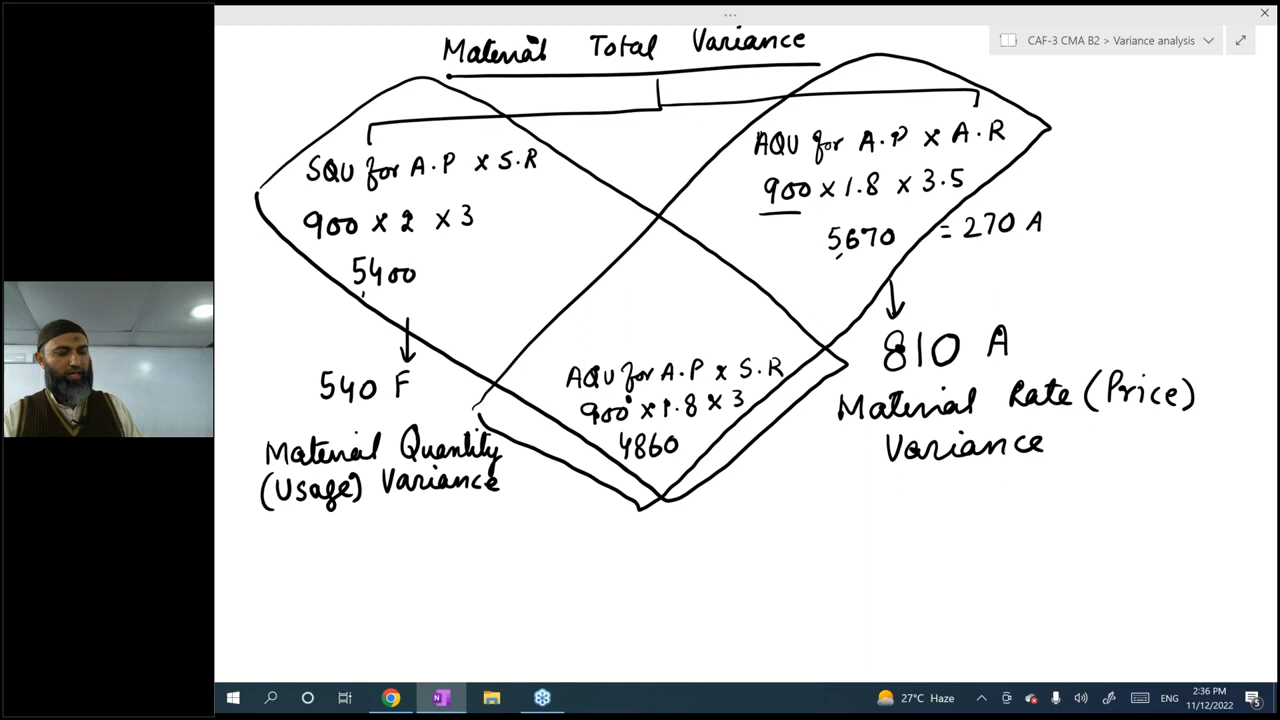 CAF-3 CMA B2 > Variance analysis
Material Total Variance
SQU for A.P x S.R
900 x 2 x 3
5400
AQU for A.P x A.R
900 x 1.8 x 3.5
5670 = 270 A
540 F
Material Quantity
(Usage) Variance
AQU for A.P x S.R
900 x 1.8 x 3
4860
810 A
Material Rate (Price)
Variance
27°C Haze
ENG
2:36 PM
11/12/2022
5